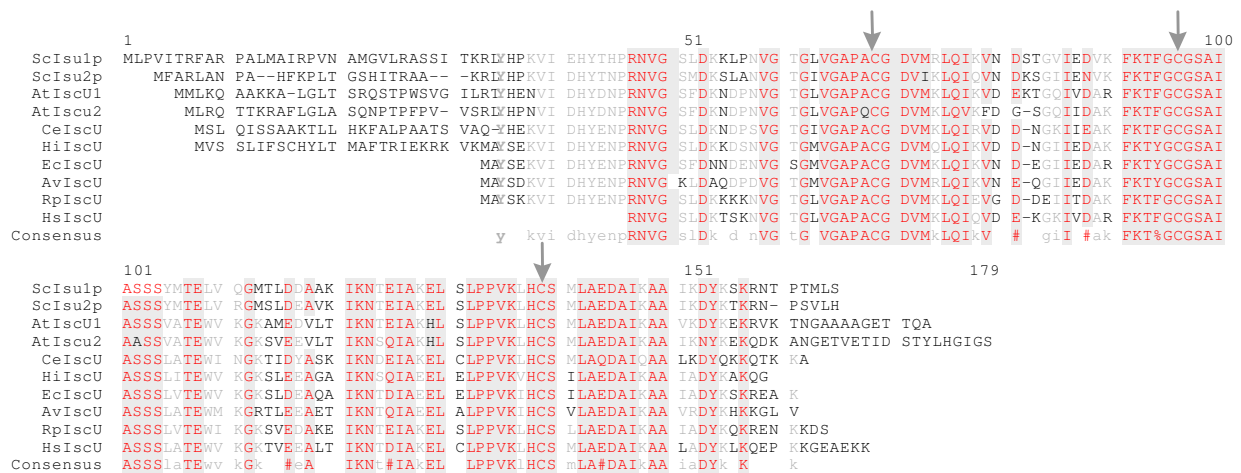 1 51 100
ScIsu1p MLPVITRFAR PALMAIRPVN AMGVLRASSI TKRLYHPKVI EHYTHPRNVG SLDKKLPNVG TGLVGAPACG DVMRLQIKVN DSTGVIEDVK FKTFGCGSAI
ScIsu2p MFARLANP A--HFKPLT GSHITRAA-- -KRLYHPKVI DHYTNPRNVG SMDKSLANVG TGIVGAPACG DVIKLQIQVN DKSGIIENVK FKTFGCGSAI
AtIscU1 MMLKQ AAKKA-LGLT SRQSTPWSVG ILRTYHENVI DHYDNPRNVG SFDKNDPNVG TGLVGAPACG DVMKLQIKVD EKTGQIVDAR FKTFGCGSAI
AtIscu2 MLRQ TTKRAFLGLA SQNPTPFPV- VSRLYHPNVI DHYDNPRNVG SFDKNDPNVG TGLVGAPQCG DVMKLQVKFD G-SGQIIDAK FKTFGCGSAI
CeIscU MSL QISSAAKTLL HKFALPAATS VAQ-YHEKVI DHYENPRNVG SLDKNDPSVG TGIVGAPACG DVMKLQIRVD D-NGKIIEAK FKTFGCGSAI
HiIscU MVS SLIFSCHYLT MAFTRIEKRK VKMAYSEKVI DHYENPRNVG SLDKKDSNVG TGMVGAPACG DVMQLQIKVD D-NGIIEDAK FKTYGCGSAI
EcIscU MAYSEKVI DHYENPRNVG SFDNNDENVG SGMVGAPACG DVMKLQIKVN D-EGIIEDAR FKTYGCGSAI
AvIscU MAYSDKVI DHYENPRNVG KLDAQDPDVG TGMVGAPACG DVMRLQIKVN E-QGIIEDAK FKTYGCGSAI
RpIscU MAYSKKVI DHYENPRNVG SLDKKKKNVG TGLVGAPACG DVMKLQIEVG D-DEIITDAK FKTFGCGSAI
HsIscU RNVG SLDKTSKNVG TGLVGAPACG DVMKLQIQVD E-KGKIVDAR FKTFGCGSAI
Consensus y kvi dhyenpRNVG slDk d nVG tG VGAPACG DVMkLQIkV # giI #ak FKT%GCGSAI
101 151 179
ScIsu1p ASSSYMTELV QGMTLDDAAK IKNTEIAKEL SLPPVKLHCS MLAEDAIKAA IKDYKSKRNT PTMLS
ScIsu2p ASSSYMTELV RGMSLDEAVK IKNTEIAKEL SLPPVKLHCS MLAEDAIKAA IKDYKTKRN- PSVLH
AtIscU1 ASSSVATEWV KGKAMEDVLT IKNTEIAKHL SLPPVKLHCS MLAEDAIKAA VKDYKEKRVK TNGAAAAGET TQA
AtIscu2 AASSVATEWV KGKSVEEVLT IKNSQIAKHL SLPPVKLHCS MLAEDAIKAA IKNYKEKQDK ANGETVETID STYLHGIGS
CeIscU ASSSLATEWI NGKTIDYASK IKNDEIAKEL CLPPVKLHCS MLAQDAIQAA LKDYQKKQTK KA
HiIscU ASSSLITEWV KGKSLEEAGA IKNSQIAEEL ELPPVKVHCS ILAEDAIKAA IADYKAKQG
EcIscU ASSSLVTEWV KGKSLDEAQA IKNTDIAEEL ELPPVKIHCS ILAEDAIKAA IADYKSKREA K
AvIscU ASSSLATEWM KGRTLEEAET IKNTQIAEEL ALPPVKIHCS VLAEDAIKAA VRDYKHKKGL V
RpIscU ASSSLVTEWI KGKSVEDAKE IKNTEIAKEL SLPPVKLHCS MLAEDAIKAA IADYKQKREN KKDS
HsIscU ASSSLATEWV KGKTVEEALT IKNTDIAKEL CLPPVKLHCS MLAEDAIKAA LADYKLKQEP KKGEAEKK
Consensus ASSSlaTEwv kGk #eA IKNt#IAkEL LPPVKlHCS mLA#DAIkAA iaDYk K k